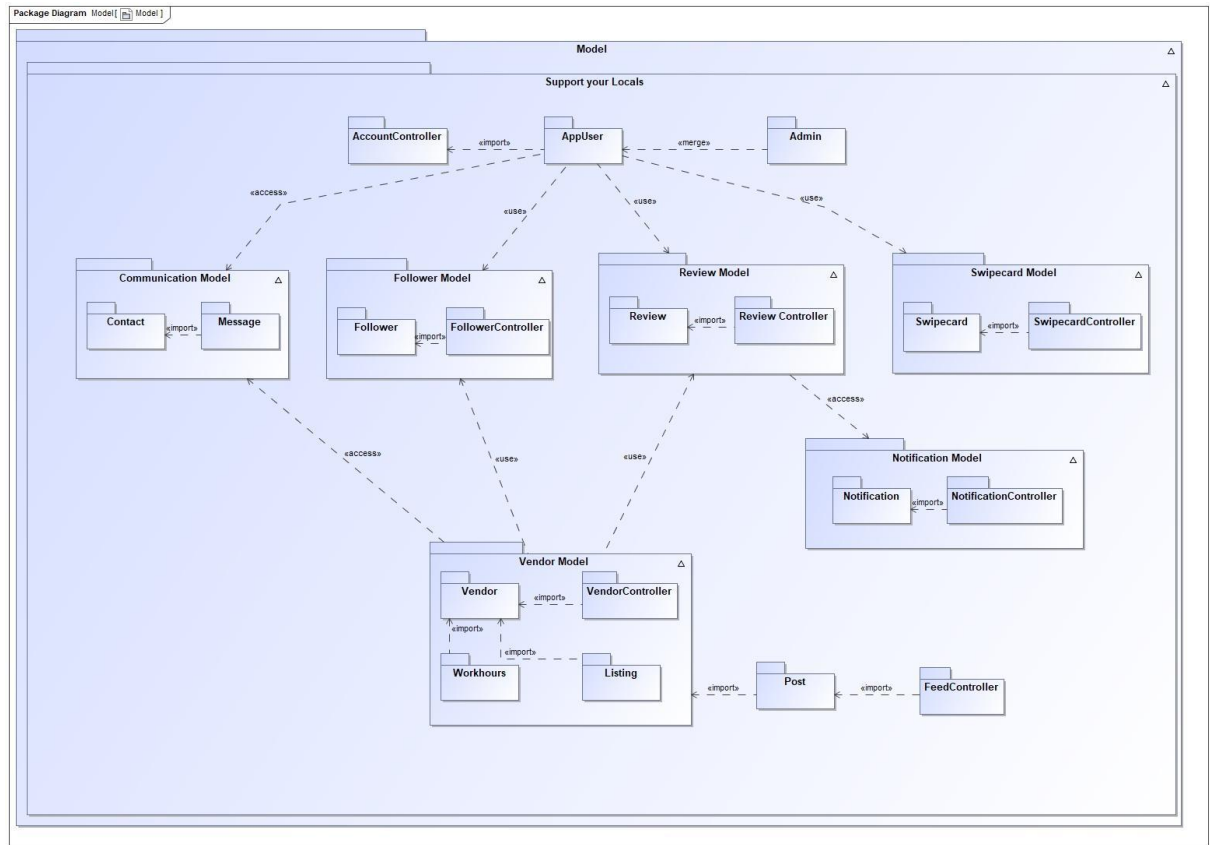 Package Diagram Model[ Model ]
Model
Support your Locals
AccountController
«import»
AppUser
«merge»
Admin
«access»
«use»
«use»
«use»
Communication Model
Contact
«import»
Message
Follower Model
Follower
«import»
FollowerController
Review Model
Review
«import»
Review Controller
Swipecard Model
Swipecard
«import»
SwipecardController
«access»
«access»
«use»
«use»
Notification Model
Notification
«import»
NotificationController
Vendor Model
Vendor
«import»
VendorController
«import»
«import»
Workhours
Listing
«import»
Post
«import»
FeedController